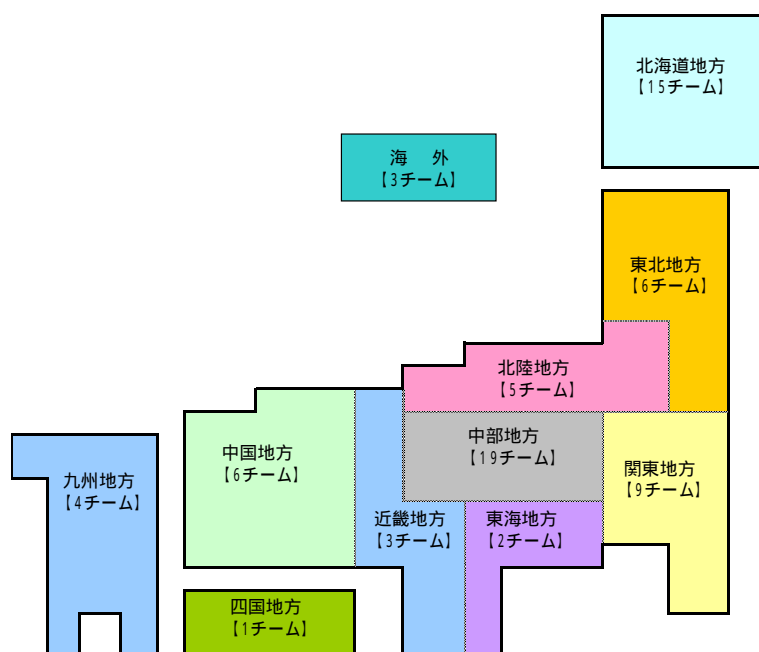 北海道地方
【15チーム】
海　外
【3チーム】
東北地方
【6チーム】
北陸地方
【5チーム】
中部地方
【19チーム】
中国地方
【6チーム】
関東地方
【9チーム】
九州地方
【4チーム】
近畿地方
【3チーム】
東海地方
【2チーム】
四国地方
【1チーム】